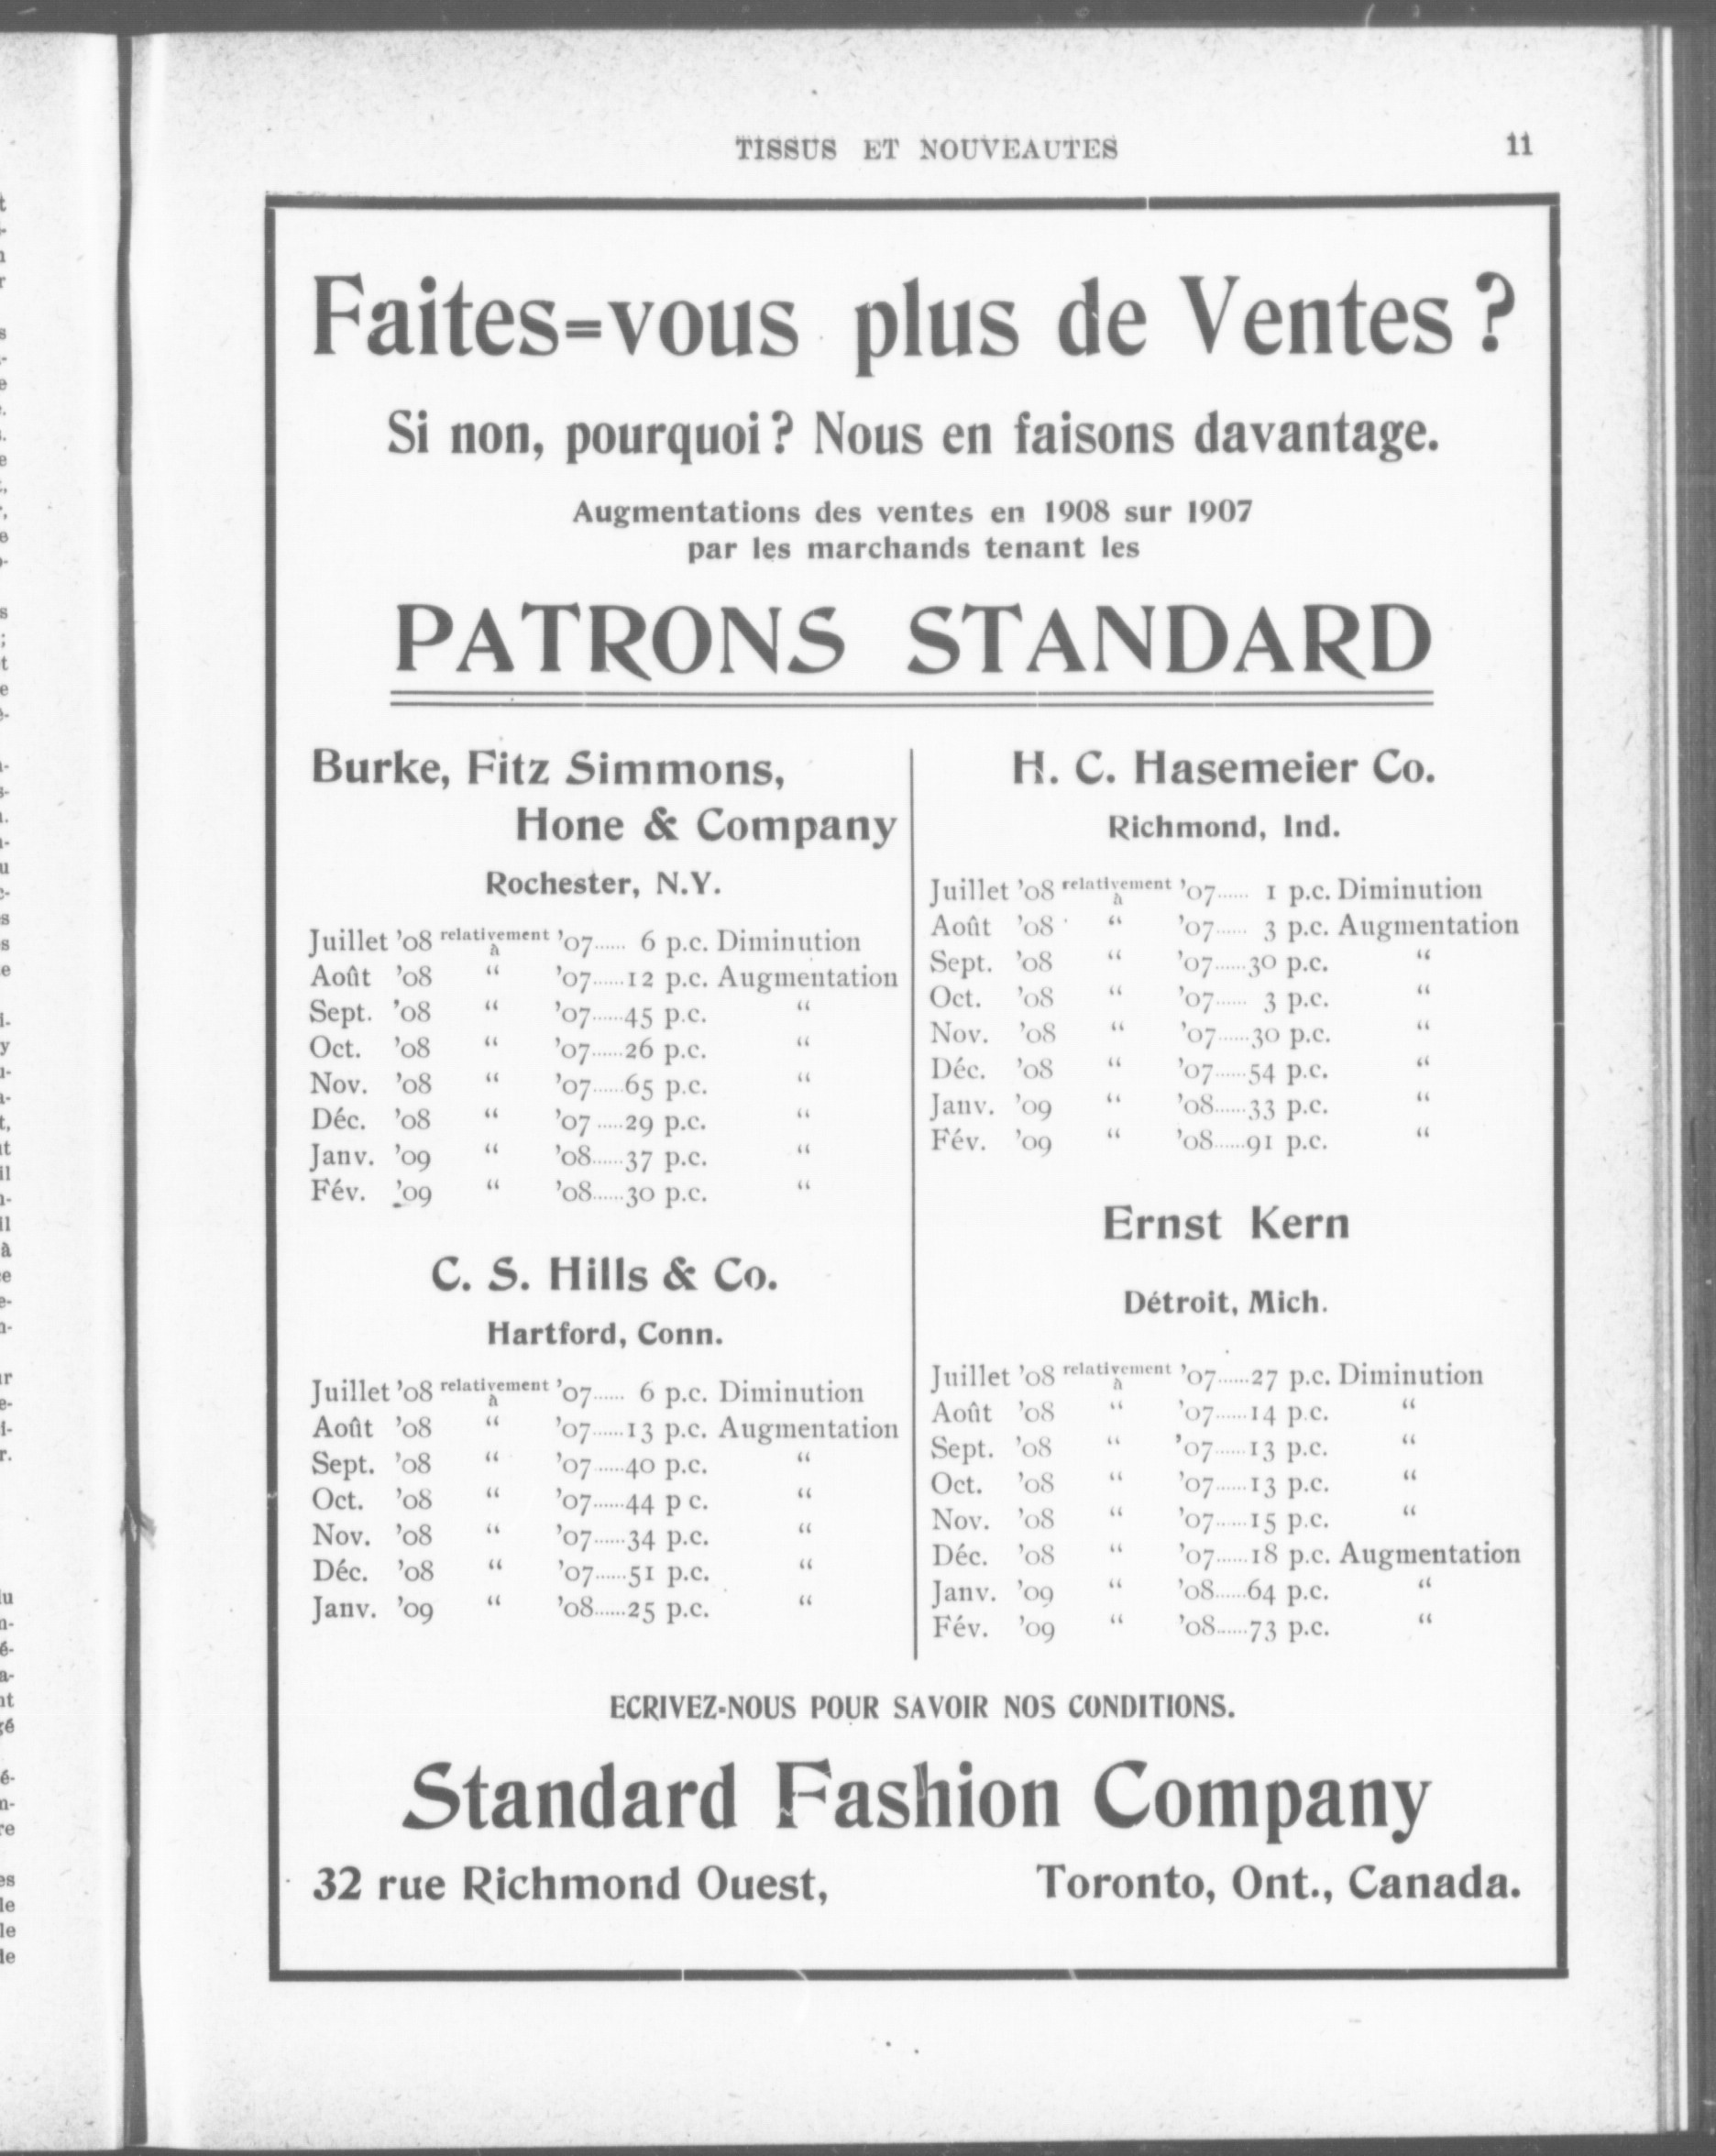 TISSUS ET NOUVEAUTES
11
Faites=vous plus de Ventes ?
Si non, pourquoi ? Nous en faisons davantage.
Augmentations des ventes en 1908 sur 1907
par les marchands tenant les
PATRONS STANDARD
Burke, Fitz Simmons,
Hone & Company
Rochester, N.Y.
Juillet '08 relativement à '07...... 6 p.c. Diminution
Août '08 “ '07......12 p.c. Augmentation
Sept. '08 “ '07......45 p.c. “
Oct. '08 “ '07......26 p.c. “
Nov. '08 “ '07......65 p.c. “
Déc. '08 “ '07 .....29 p.c. “
Janv. '09 “ '08......37 p.c. “
Fév. '09 “ '08......30 p.c. “
C. S. Hills & Co.
Hartford, Conn.
Juillet '08 relativement à '07...... 6 p.c. Diminution
Août '08 “ '07......13 p.c. Augmentation
Sept. '08 “ '07......40 p.c. “
Oct. '08 “ '07......44 p c. “
Nov. '08 “ '07......34 p.c. “
Déc. '08 “ '07......51 p.c. “
Janv. '09 “ '08......25 p.c. “
H. C. Hasemeier Co.
Richmond, Ind.
Juillet '08 relativement à '07...... 1 p.c. Diminution
Août '08 “ '07...... 3 p.c. Augmentation
Sept. '08 “ '07......30 p.c. “
Oct. '08 “ '07...... 3 p.c. “
Nov. '08 “ '07......30 p.c. “
Déc. '08 “ '07......54 p.c. “
Janv. '09 “ '08......33 p.c. “
Fév. '09 “ '08......91 p.c. “
Ernst Kern
Détroit, Mich.
Juillet '08 relativement à '07......27 p.c. Diminution
Août '08 “ '07......14 p.c. “
Sept. '08 “ '07......13 p.c. “
Oct. '08 “ '07......13 p.c. “
Nov. '08 “ '07......15 p.c. “
Déc. '08 “ '07......18 p.c. Augmentation
Janv. '09 “ '08......64 p.c. “
Fév. '09 “ '08......73 p.c. “
ECRIVEZ-NOUS POUR SAVOIR NOS CONDITIONS.
Standard Fashion Company
32 rue Richmond Ouest, Toronto, Ont., Canada.